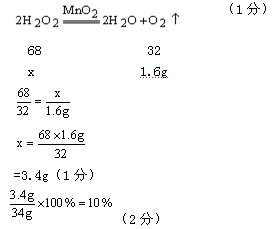 2H₂O₂ =MnO₂= 2H₂O+O₂↑ (1分)
68 32
x 1.6g
68/32 = x/1.6g
x = 68×1.6g/32
=3.4g(1分)
3.4g/34g ×100%=10% (2分)